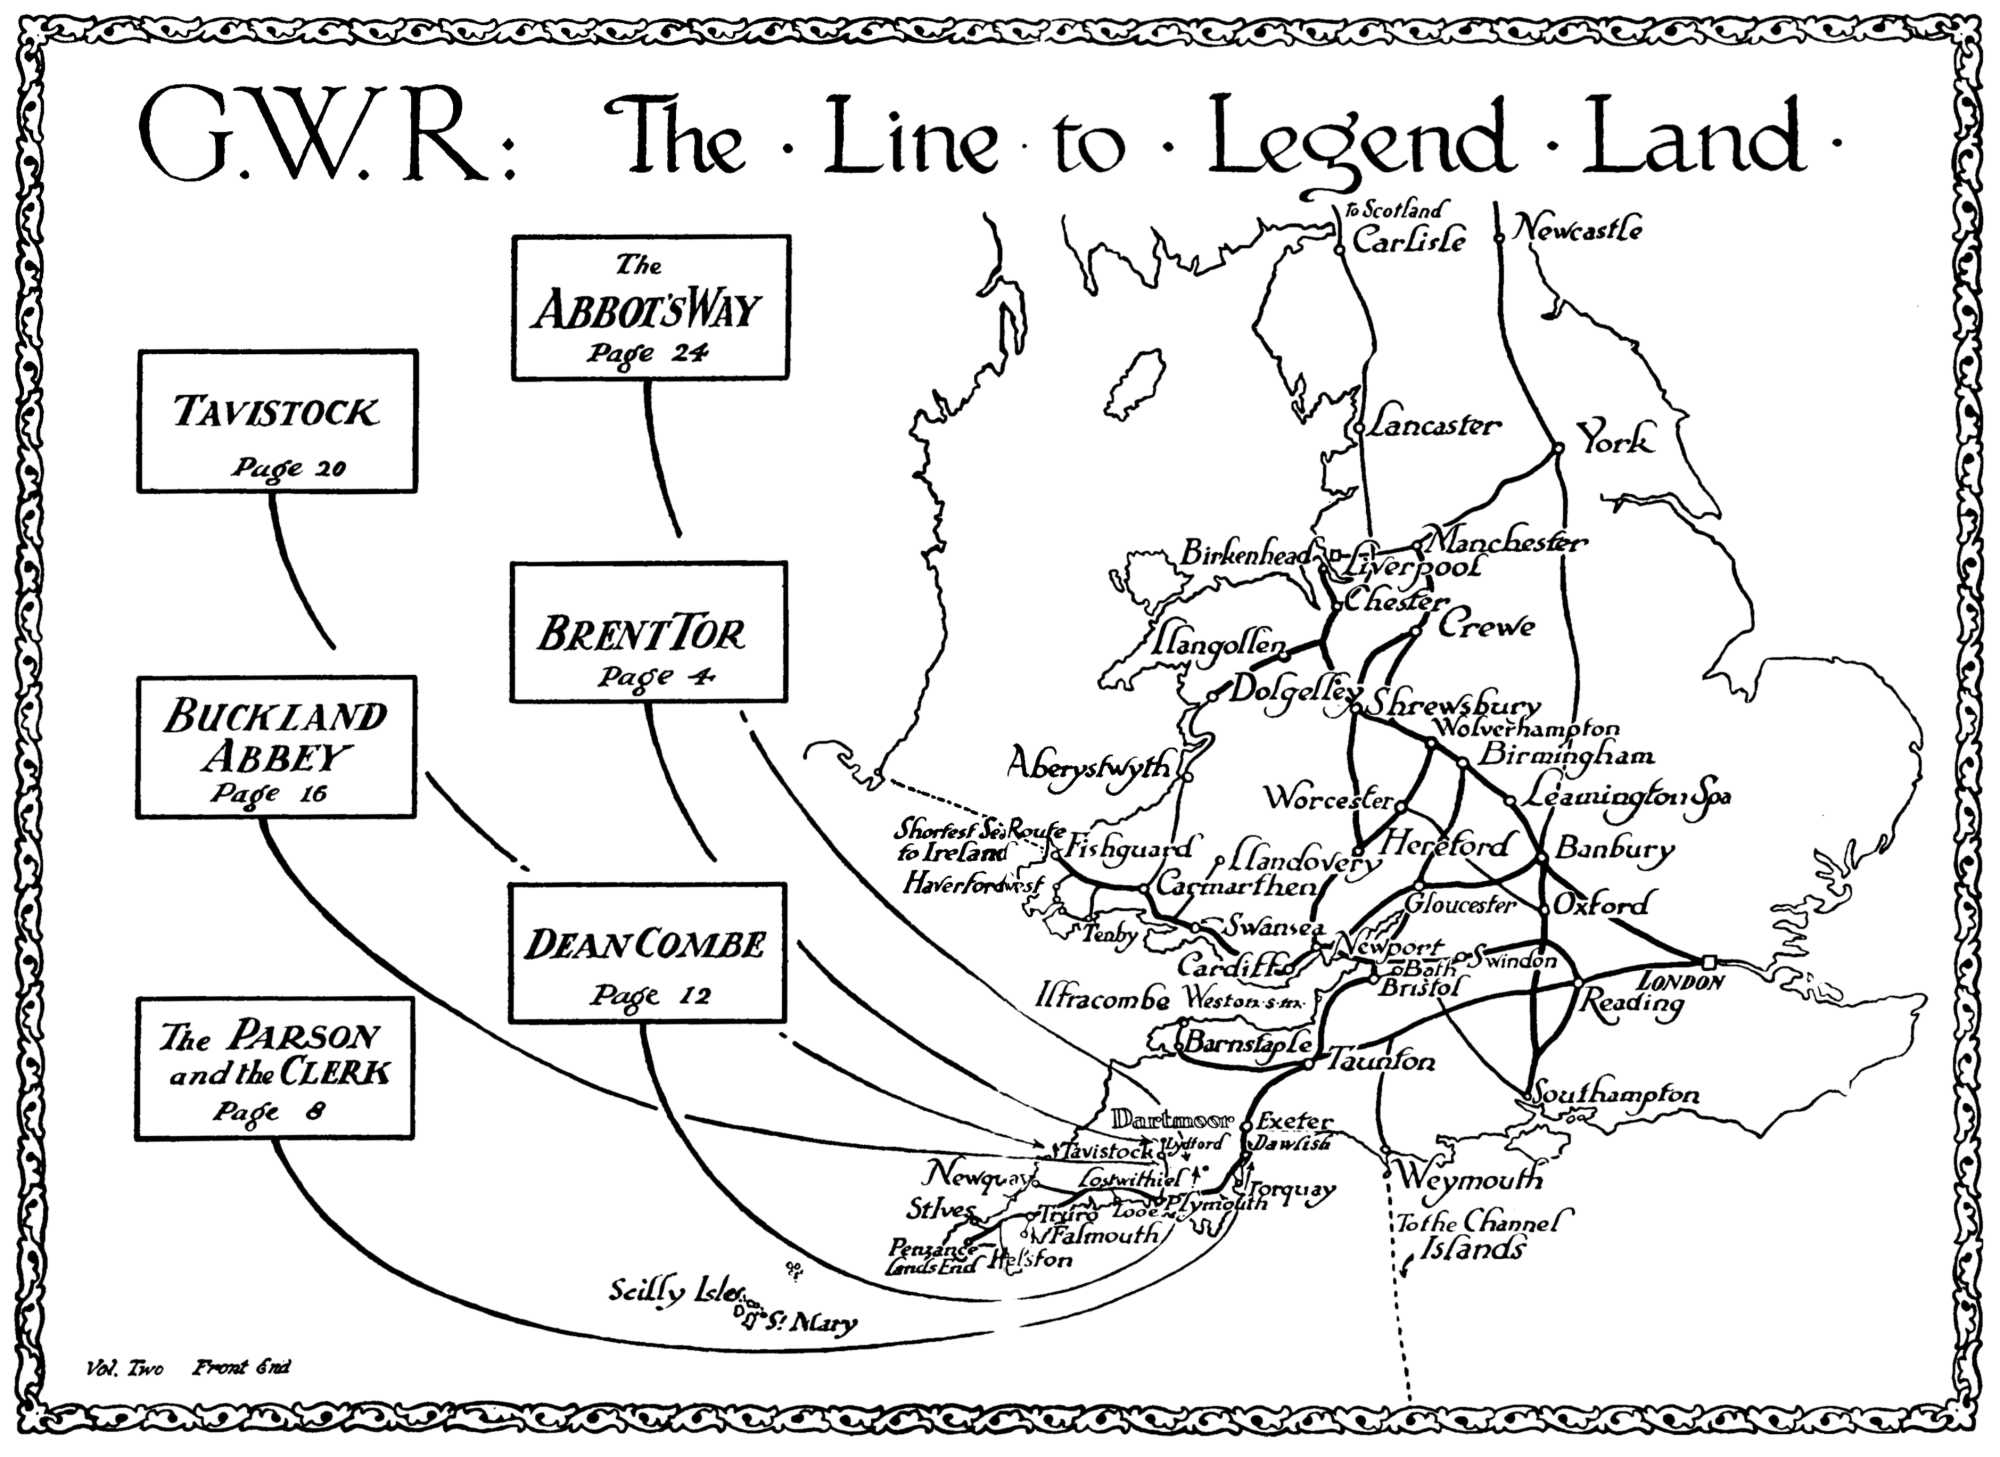 G.W.R: The · Line · to · Legend · Land ·
The
ABBOT'S WAY
Page 24
TAVISTOCK
Page 20
BRENT TOR
Page 4
BUCKLAND
ABBEY
Page 16
DEAN COMBE
Page 12
The PARSON
and the CLERK
Page 8
To Scotland
Carlisle
Newcastle
Lancaster
York
Manchester
Birkenhead
Liverpool
Chester
Crewe
Llangollen
Dolgelley
Shrewsbury
Wolverhampton
Birmingham
Aberystwyth
Worcester
Leamington Spa
Shortest Sea Route
to Ireland
Fishguard
Llandovery
Hereford
Banbury
Haverfordwest
Carmarthen
Gloucester
Oxford
Tenby
Swansea
Newport
Cardiff
Bath
Swindon
LONDON
Ilfracombe
Weston-s-m.
Bristol
Reading
Barnstaple
Taunton
Southampton
Dartmoor
Exeter
Tavistock
Lydford
Dawlish
Newquay
Lostwithiel
Torquay
Weymouth
St Ives
Truro
Looe
Plymouth
Falmouth
To the Channel
Islands
Penzance
Lands End
Helston
Scilly Isles
St. Mary
Vol. Two Front End